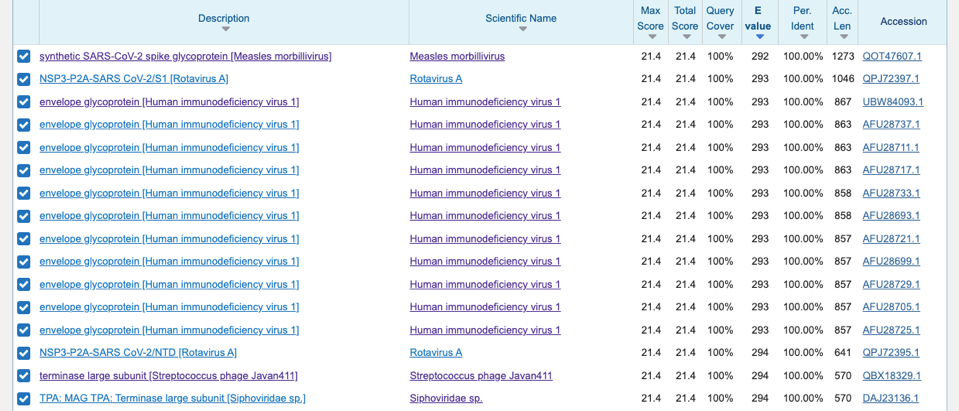 Description Scientific Name Max Score Total Score Query Cover E value Per. Ident Acc. Len Accession
synthetic SARS-CoV-2 spike glycoprotein [Measles morbillivirus] Measles morbillivirus 21.4 21.4 100% 292 100.00% 1273 QOT47607.1
NSP3-P2A-SARS CoV-2/S1 [Rotavirus A] Rotavirus A 21.4 21.4 100% 293 100.00% 1046 QPJ72397.1
envelope glycoprotein [Human immunodeficiency virus 1] Human immunodeficiency virus 1 21.4 21.4 100% 293 100.00% 867 UBW84093.1
envelope glycoprotein [Human immunodeficiency virus 1] Human immunodeficiency virus 1 21.4 21.4 100% 293 100.00% 863 AFU28737.1
envelope glycoprotein [Human immunodeficiency virus 1] Human immunodeficiency virus 1 21.4 21.4 100% 293 100.00% 863 AFU28711.1
envelope glycoprotein [Human immunodeficiency virus 1] Human immunodeficiency virus 1 21.4 21.4 100% 293 100.00% 863 AFU28717.1
envelope glycoprotein [Human immunodeficiency virus 1] Human immunodeficiency virus 1 21.4 21.4 100% 293 100.00% 858 AFU28733.1
envelope glycoprotein [Human immunodeficiency virus 1] Human immunodeficiency virus 1 21.4 21.4 100% 293 100.00% 858 AFU28693.1
envelope glycoprotein [Human immunodeficiency virus 1] Human immunodeficiency virus 1 21.4 21.4 100% 293 100.00% 857 AFU28721.1
envelope glycoprotein [Human immunodeficiency virus 1] Human immunodeficiency virus 1 21.4 21.4 100% 293 100.00% 857 AFU28699.1
envelope glycoprotein [Human immunodeficiency virus 1] Human immunodeficiency virus 1 21.4 21.4 100% 293 100.00% 857 AFU28729.1
envelope glycoprotein [Human immunodeficiency virus 1] Human immunodeficiency virus 1 21.4 21.4 100% 293 100.00% 857 AFU28705.1
envelope glycoprotein [Human immunodeficiency virus 1] Human immunodeficiency virus 1 21.4 21.4 100% 293 100.00% 857 AFU28725.1
NSP3-P2A-SARS CoV-2/NTD [Rotavirus A] Rotavirus A 21.4 21.4 100% 294 100.00% 641 QPJ72395.1
terminase large subunit [Streptococcus phage Javan411] Streptococcus phage Javan411 21.4 21.4 100% 294 100.00% 570 QBX18329.1
TPA: MAG TPA: Terminase large subunit [Siphoviridae sp.] Siphoviridae sp. 21.4 21.4 100% 294 100.00% 570 DAJ23136.1